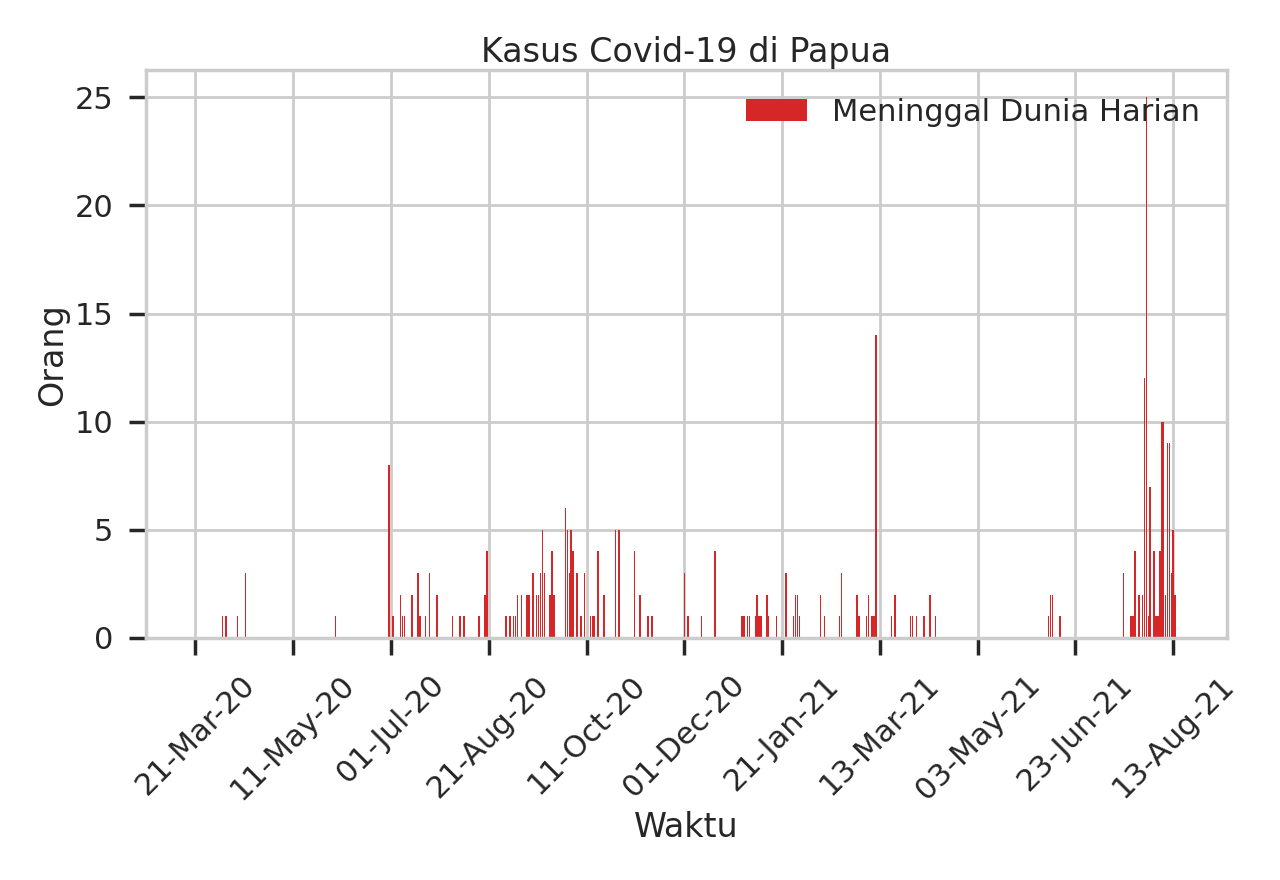 Kasus Covid-19 di Papua
Meninggal Dunia Harian
Orang
25
20
15
10
5
0
21-Mar-20
11-May-20
01-Jul-20
21-Aug-20
11-Oct-20
01-Dec-20
21-Jan-21
13-Mar-21
03-May-21
23-Jun-21
13-Aug-21
Waktu